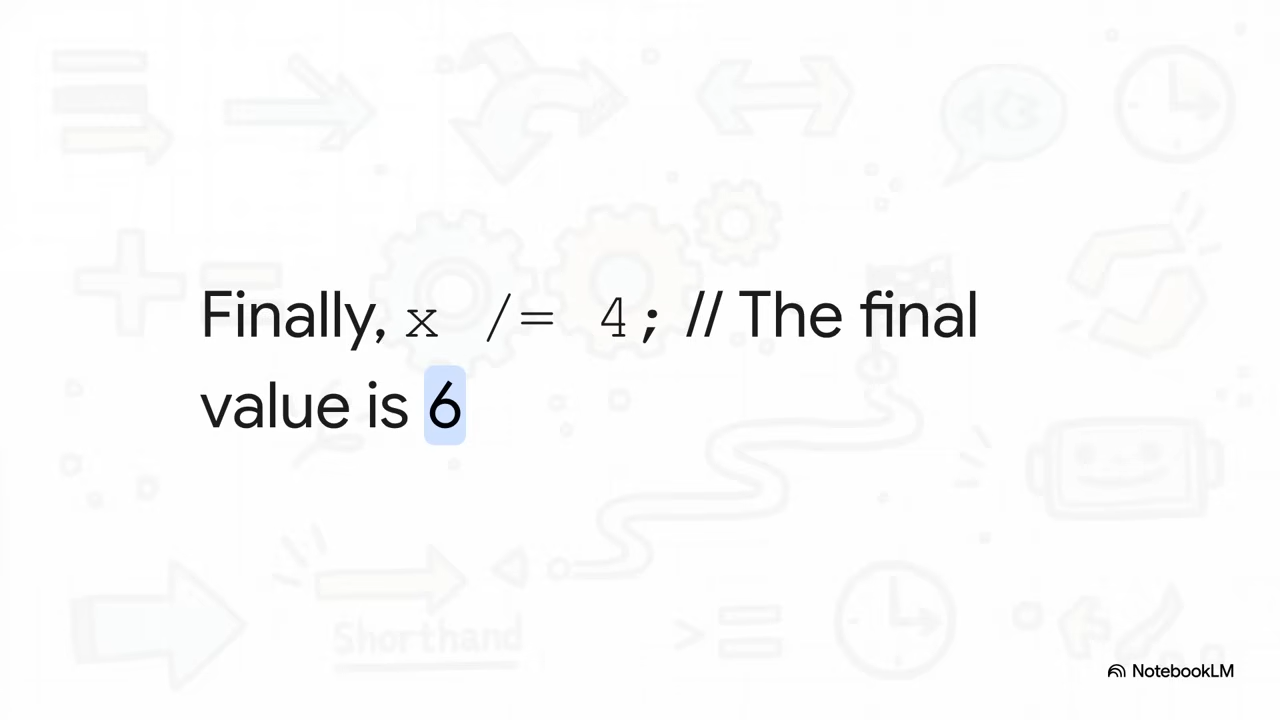 Finally, x /= 4; // The final
value is 6
Shorthand
>=
NotebookLM